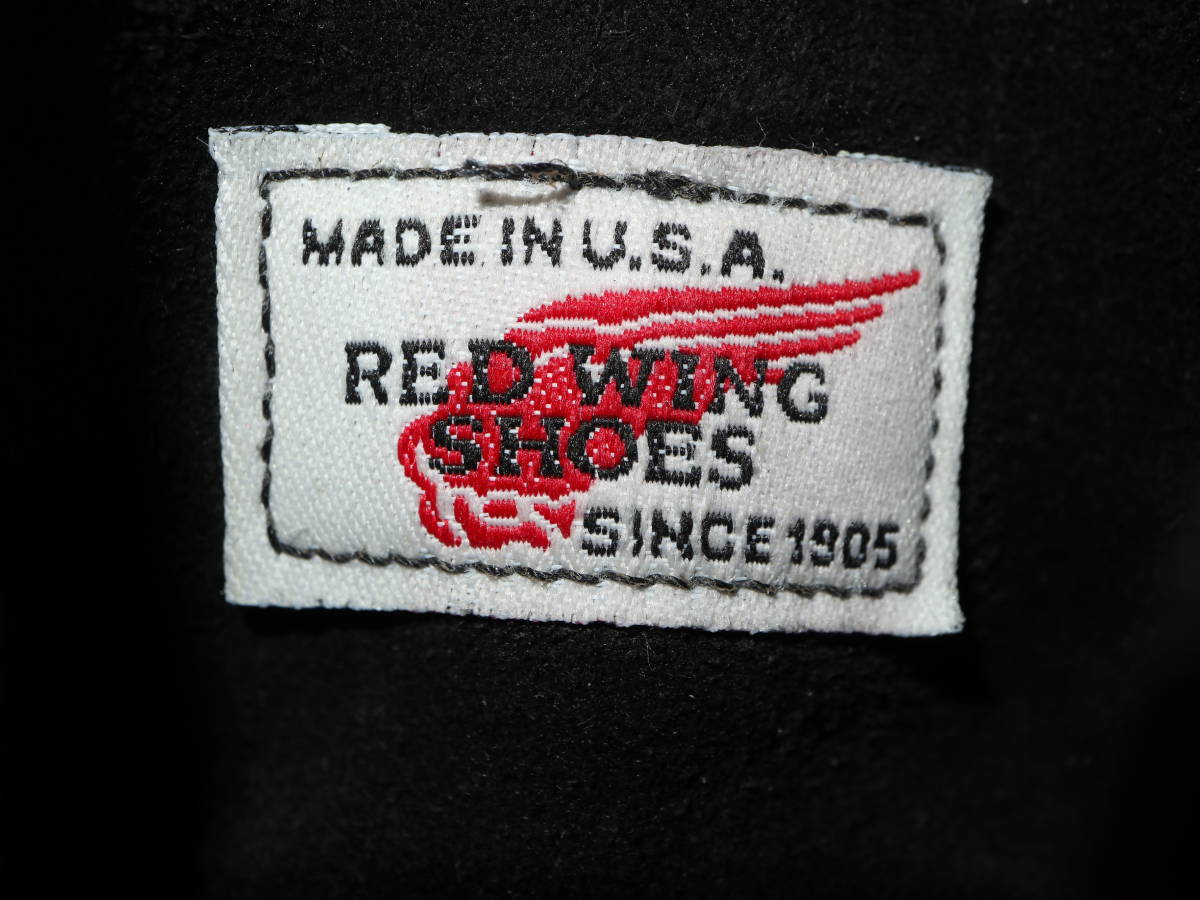 MADE IN U.S.A.
RED WING
SHOES
SINCE 1905